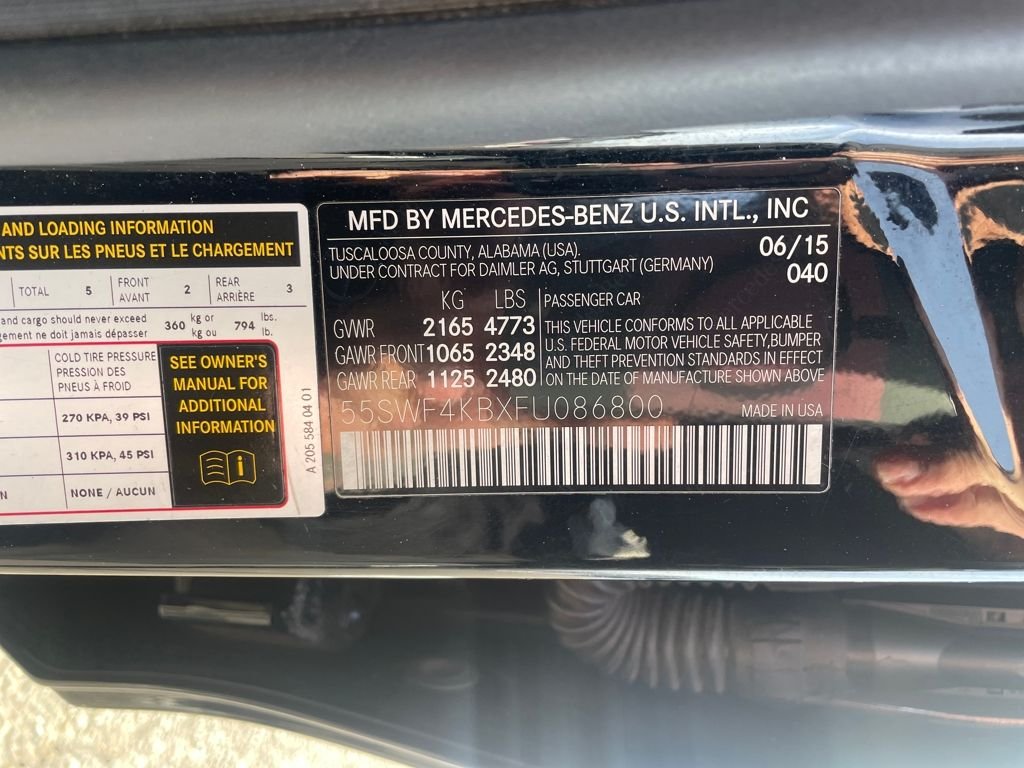 AND LOADING INFORMATION
NTS SUR LES PNEUS ET LE CHARGEMENT
TOTAL 5 FRONT AVANT 2 REAR ARRIÈRE 3
and cargo should never exceed 360 kg or 794 lbs.
gement ne doit jamais dépasser kg ou lb.
COLD TIRE PRESSURE
PRESSION DES
PNEUS À FROID
270 KPA, 39 PSI
310 KPA, 45 PSI
N NONE / AUCUN
SEE OWNER'S
MANUAL FOR
ADDITIONAL
INFORMATION
i
A 205 584 04 01
MFD BY MERCEDES-BENZ U.S. INTL., INC
TUSCALOOSA COUNTY, ALABAMA (USA). 06/15
UNDER CONTRACT FOR DAIMLER AG, STUTTGART (GERMANY) 040
KG LBS
GVWR 2165 4773
GAWR FRONT 1065 2348
GAWR REAR 1125 2480
PASSENGER CAR
THIS VEHICLE CONFORMS TO ALL APPLICABLE
U.S. FEDERAL MOTOR VEHICLE SAFETY,BUMPER
AND THEFT PREVENTION STANDARDS IN EFFECT
ON THE DATE OF MANUFACTURE SHOWN ABOVE
55SWF4KBXFU086800 MADE IN USA